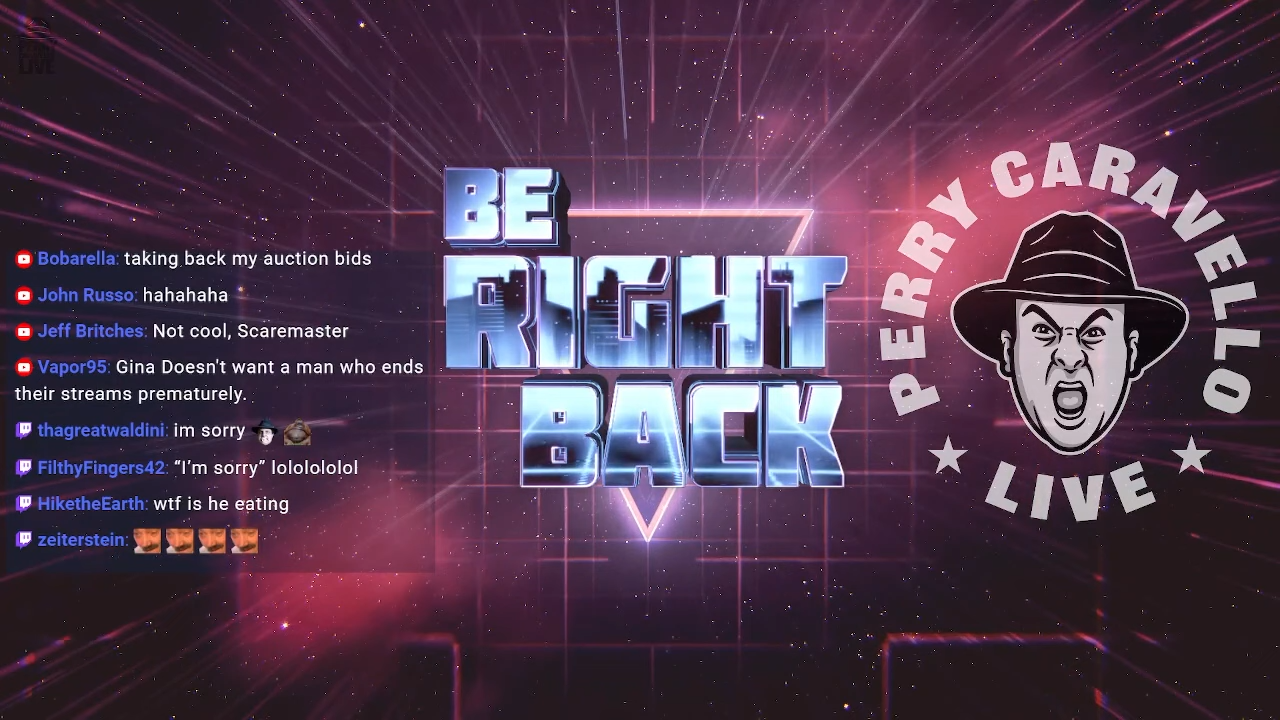 LIVE
Bobarella: taking back my auction bids
John Russo: hahahaha
Jeff Britches: Not cool, Scaremaster
Vapor95: Gina Doesn't want a man who ends
their streams prematurely.
thagreatwaldini: im sorry
FilthyFingers42: “I'm sorry” lolololol​ol
HiketheEarth: wtf is he eating
zeiterstein:
BE
RIGHT
BACK
PERRY CARAVELLO
LIVE